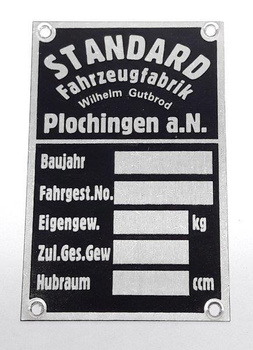 STANDARD
Fahrzeugfabrik
Wilhelm Gutbrod
Plochingen a.N.
Baujahr
Fahrgest.No.
Eigengew. kg
Zul.Ges.Gew
Hubraum ccm